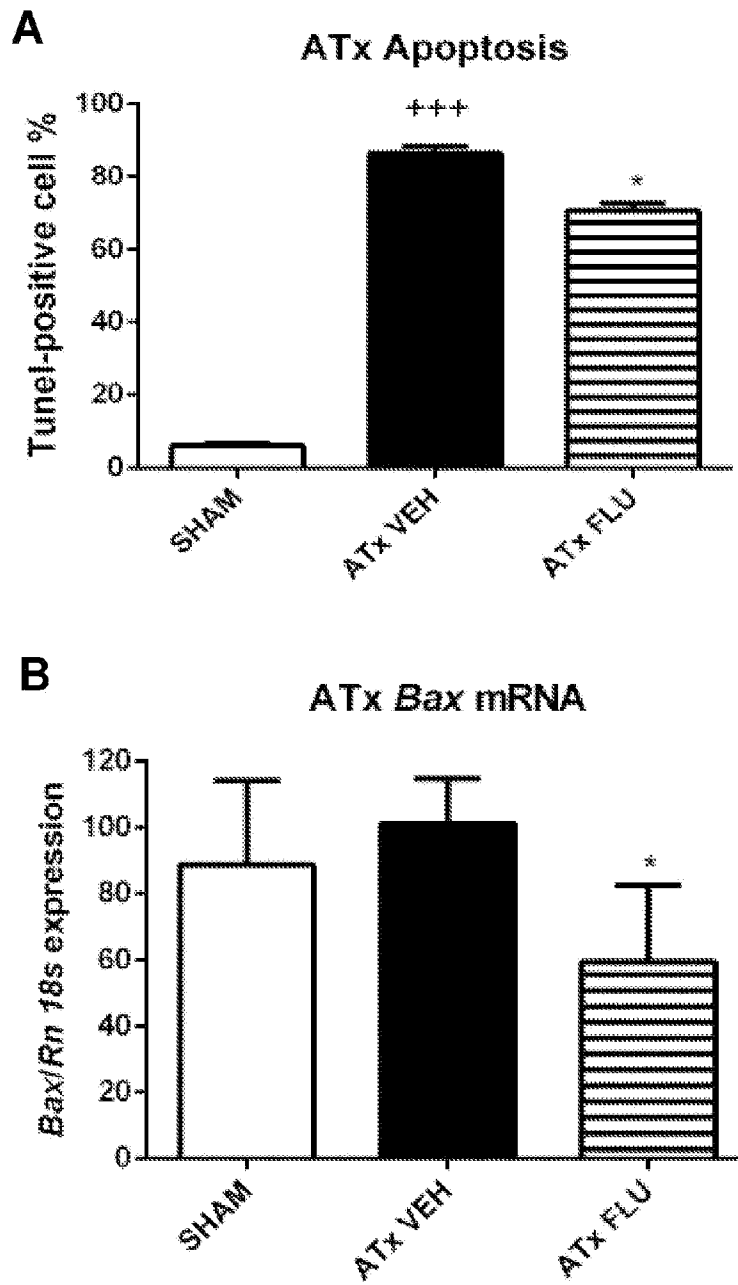 A
ATx Apoptosis
Tunel-positive cell %
100
80
60
40
20
0
+++
*
SHAM
ATx VEH
ATx FLU
B
ATx Bax mRNA
Bax/Rn 18s expression
120
100
80
60
40
20
0
*
SHAM
ATx VEH
ATx FLU